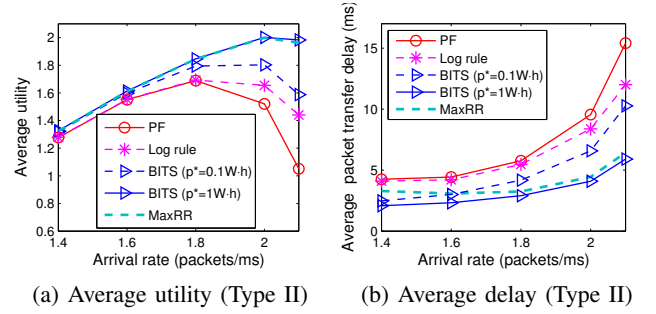 Average utility
2.2
2
1.8
1.6
1.4
1.2
1
0.8
0.6
PF
Log rule
BITS (p*=0.1W·h)
BITS (p*=1W·h)
MaxRR
1.4 1.6 1.8 2
Arrival rate (packets/ms)
(a) Average utility (Type II)
Average packet transfer delay (ms)
15
10
5
0
PF
Log rule
BITS (p*=0.1W·h)
BITS (p*=1W·h)
MaxRR
1.4 1.6 1.8 2
Arrival rate (packets/ms)
(b) Average delay (Type II)